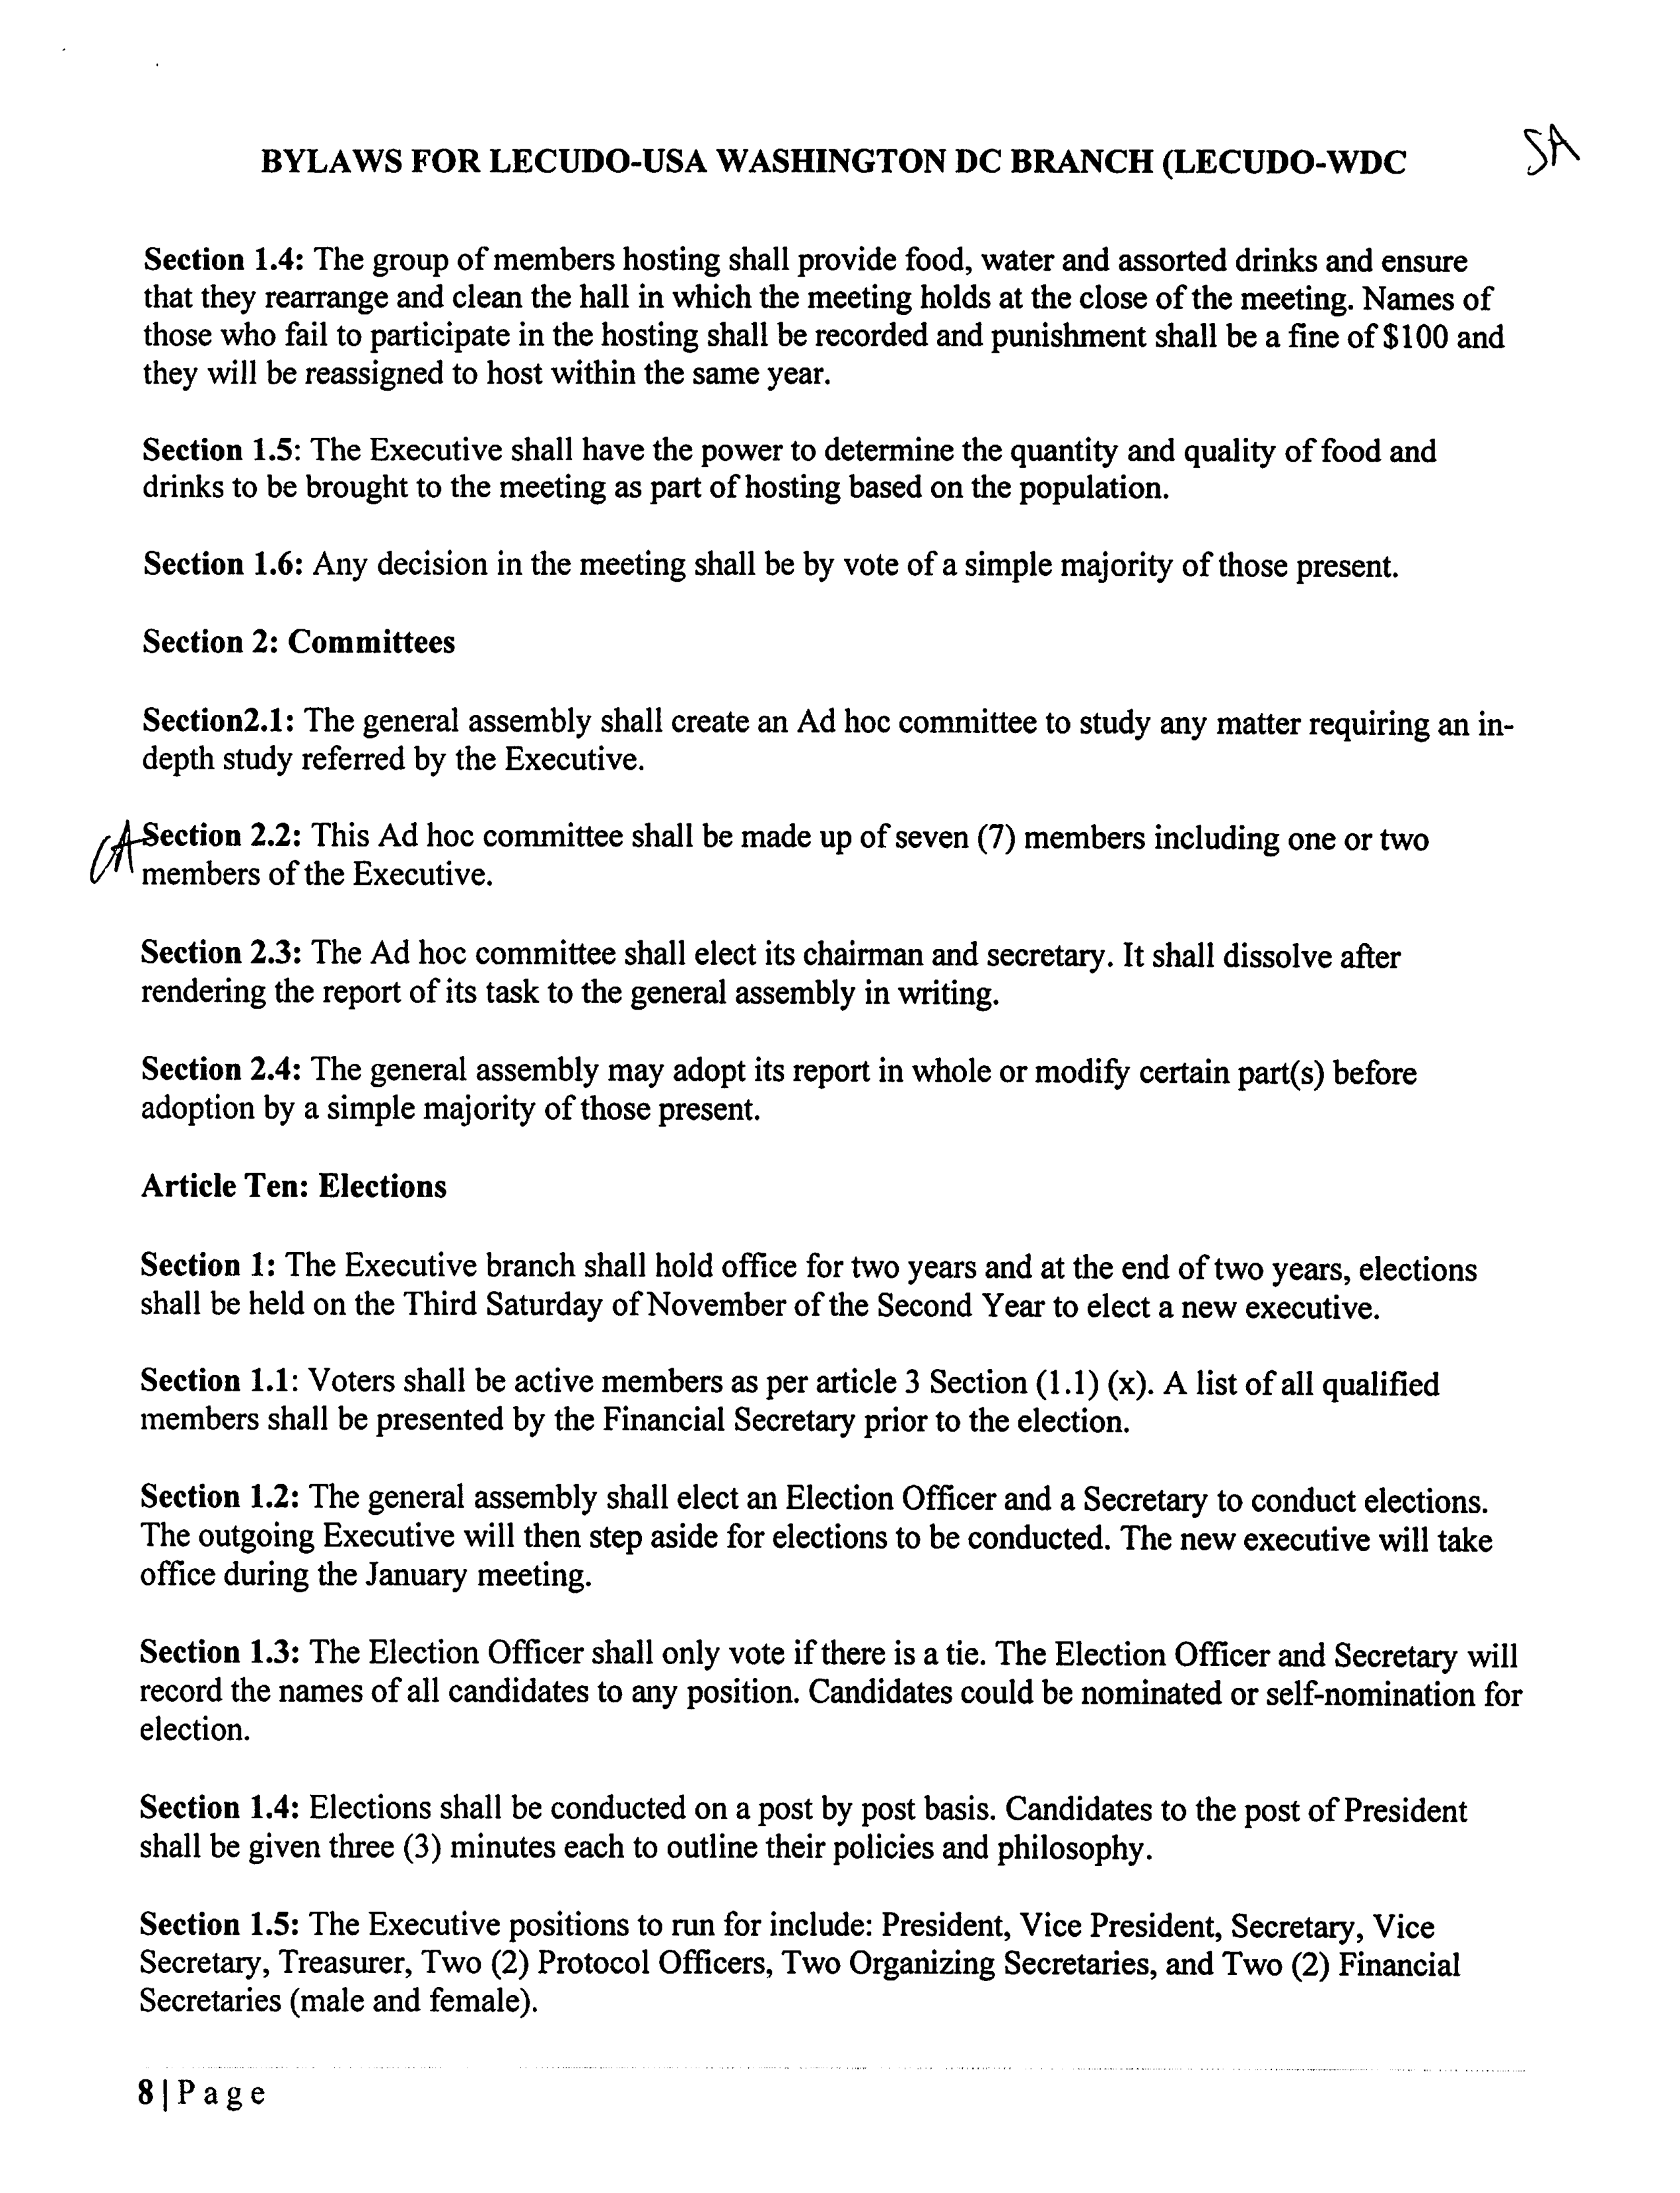 BYLAWS FOR LECUDO-USA WASHINGTON DC BRANCH (LECUDO-WDC
SA
Section 1.4: The group of members hosting shall provide food, water and assorted drinks and ensure
that they rearrange and clean the hall in which the meeting holds at the close of the meeting. Names of
those who fail to participate in the hosting shall be recorded and punishment shall be a fine of $100 and
they will be reassigned to host within the same year.
Section 1.5: The Executive shall have the power to determine the quantity and quality of food and
drinks to be brought to the meeting as part of hosting based on the population.
Section 1.6: Any decision in the meeting shall be by vote of a simple majority of those present.
Section 2: Committees
Section2.1: The general assembly shall create an Ad hoc committee to study any matter requiring an in-
depth study referred by the Executive.
Section 2.2: This Ad hoc committee shall be made up of seven (7) members including one or two
members of the Executive.
Section 2.3: The Ad hoc committee shall elect its chairman and secretary. It shall dissolve after
rendering the report of its task to the general assembly in writing.
Section 2.4: The general assembly may adopt its report in whole or modify certain part(s) before
adoption by a simple majority of those present.
Article Ten: Elections
Section 1: The Executive branch shall hold office for two years and at the end of two years, elections
shall be held on the Third Saturday of November of the Second Year to elect a new executive.
Section 1.1: Voters shall be active members as per article 3 Section (1.1) (x). A list of all qualified
members shall be presented by the Financial Secretary prior to the election.
Section 1.2: The general assembly shall elect an Election Officer and a Secretary to conduct elections.
The outgoing Executive will then step aside for elections to be conducted. The new executive will take
office during the January meeting.
Section 1.3: The Election Officer shall only vote if there is a tie. The Election Officer and Secretary will
record the names of all candidates to any position. Candidates could be nominated or self-nomination for
election.
Section 1.4: Elections shall be conducted on a post by post basis. Candidates to the post of President
shall be given three (3) minutes each to outline their policies and philosophy.
Section 1.5: The Executive positions to run for include: President, Vice President, Secretary, Vice
Secretary, Treasurer, Two (2) Protocol Officers, Two Organizing Secretaries, and Two (2) Financial
Secretaries (male and female).
8 | P a g e